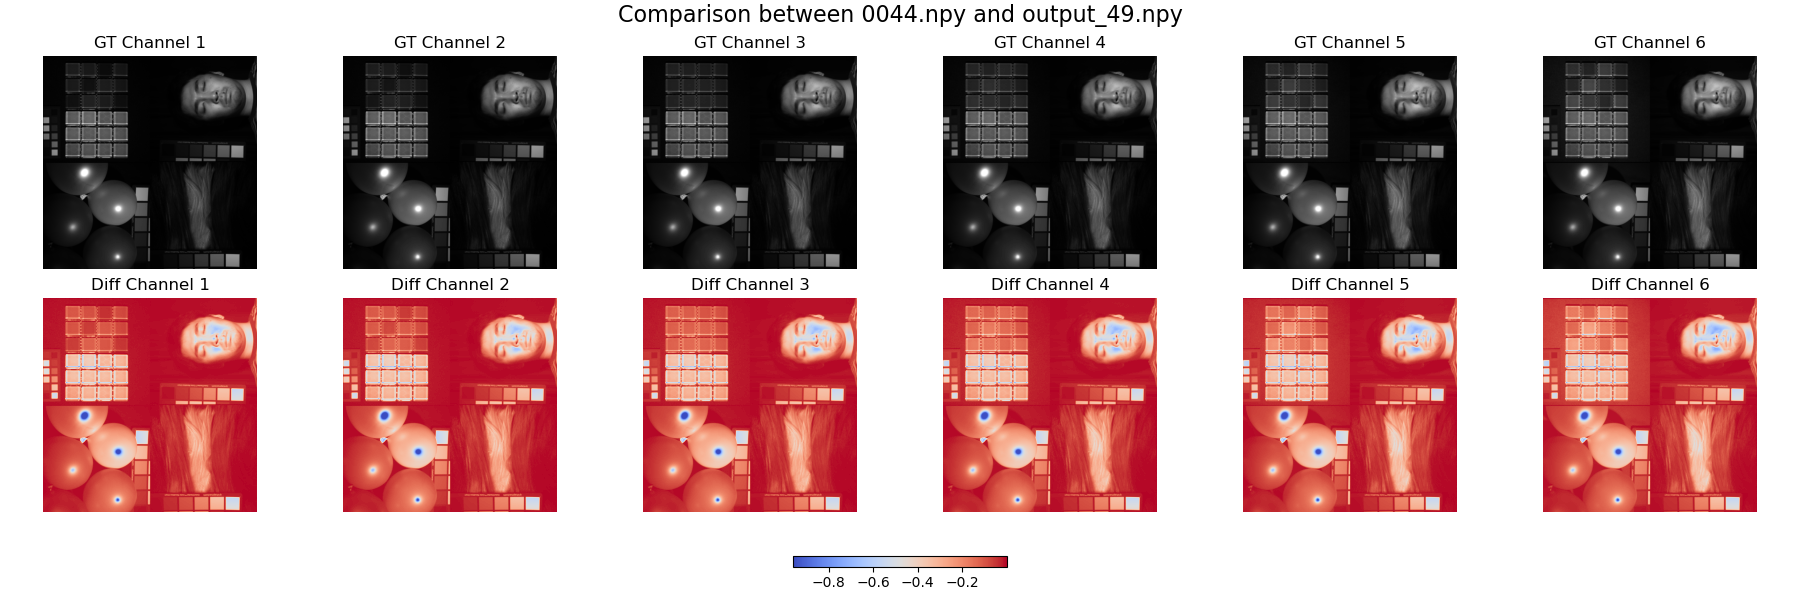 Comparison between 0044.npy and output_49.npy
GT Channel 1
GT Channel 2
GT Channel 3
GT Channel 4
GT Channel 5
GT Channel 6
Diff Channel 1
Diff Channel 2
Diff Channel 3
Diff Channel 4
Diff Channel 5
Diff Channel 6
−0.8 −0.6 −0.4 −0.2